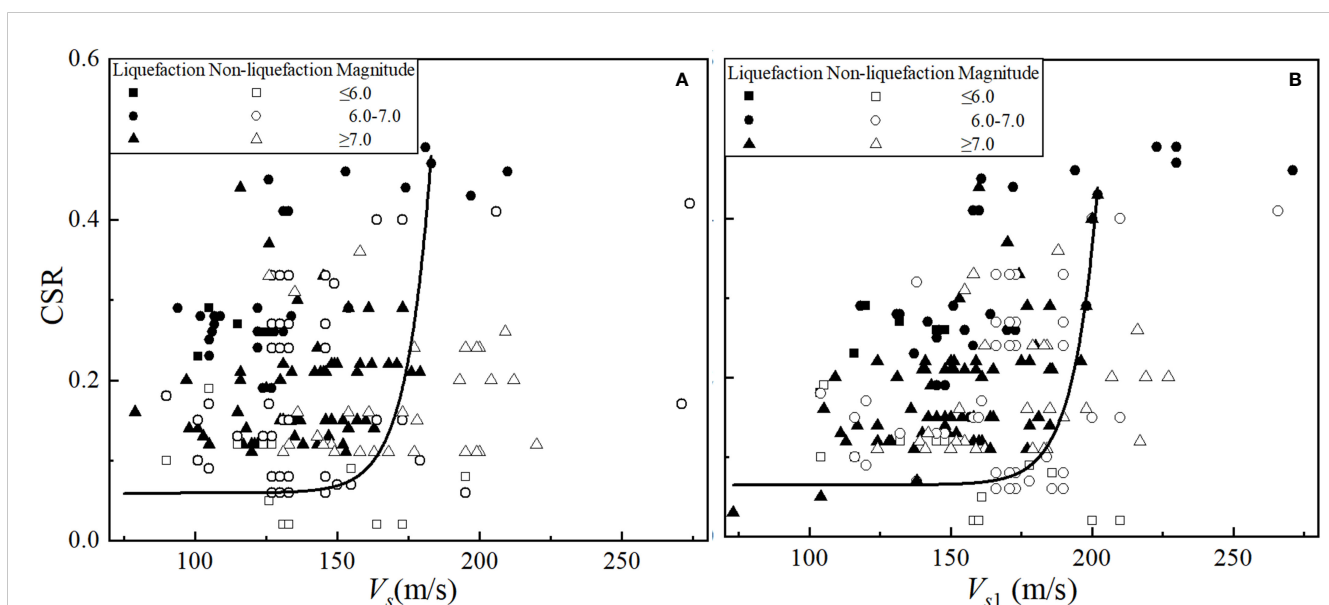 0.6
Liquefaction Non-liquefaction Magnitude
≤6.0
6.0-7.0
≥7.0
A
0.4
CSR
0.2
0.0
100 150 200 250
Vs(m/s)
Liquefaction Non-liquefaction Magnitude
≤6.0
6.0-7.0
≥7.0
B
100 150 200 250
Vs1 (m/s)